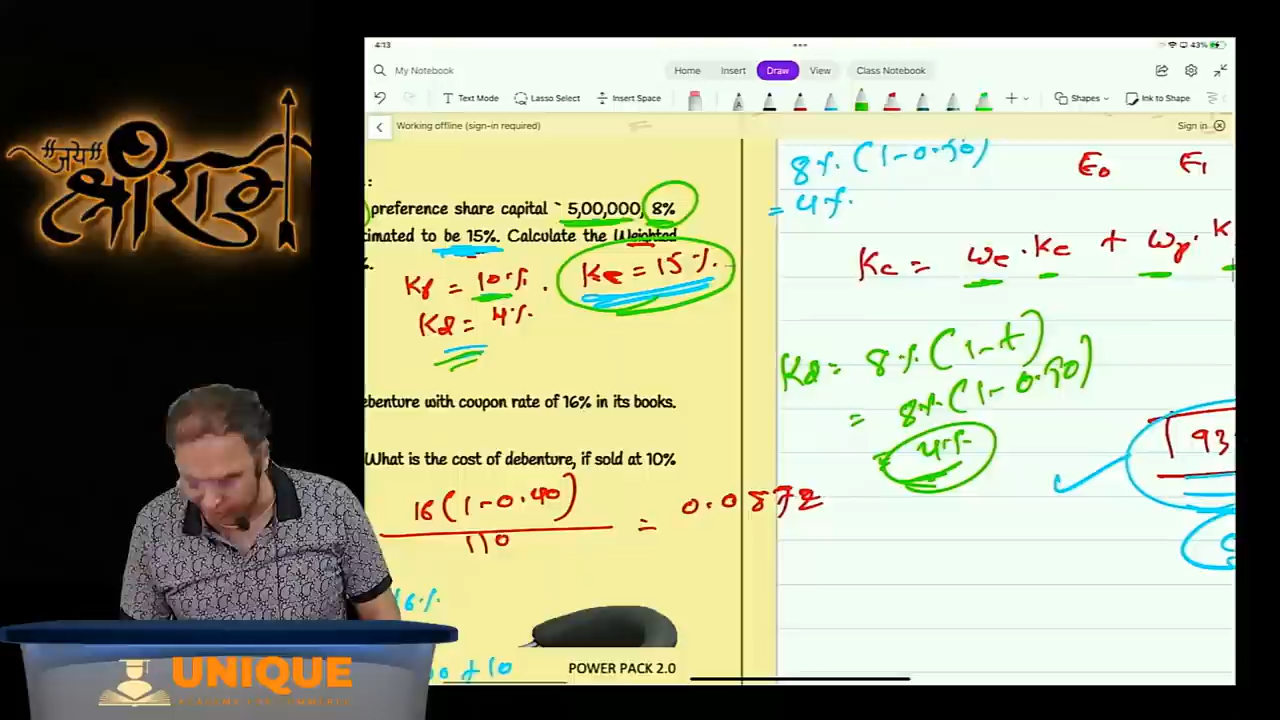 "जय"
श्रीराम
4:13
43%
My Notebook
Home Insert Draw View Class Notebook
Text Mode Lasso Select Insert Space Shapes Ink to Shape
Working offline (sign-in required)
Sign in
preference share capital ` 5,00,000, 8%
timated to be 15%. Calculate the Weighted
Kp = 10%.
Ke = 15%.
Kd = 4%
ebenture with coupon rate of 16% in its books.
What is the cost of debenture, if sold at 10%
16(1-0.40)
110
= 0.0872
16%
+ 10
POWER PACK 2.0
8%(1-0.50)
= 4%.
E0 E1
Kc = we.Ke + wp.K
Kd = 8%(1-t)
= 8%(1-0.50)
= 4%
93
UNIQUE